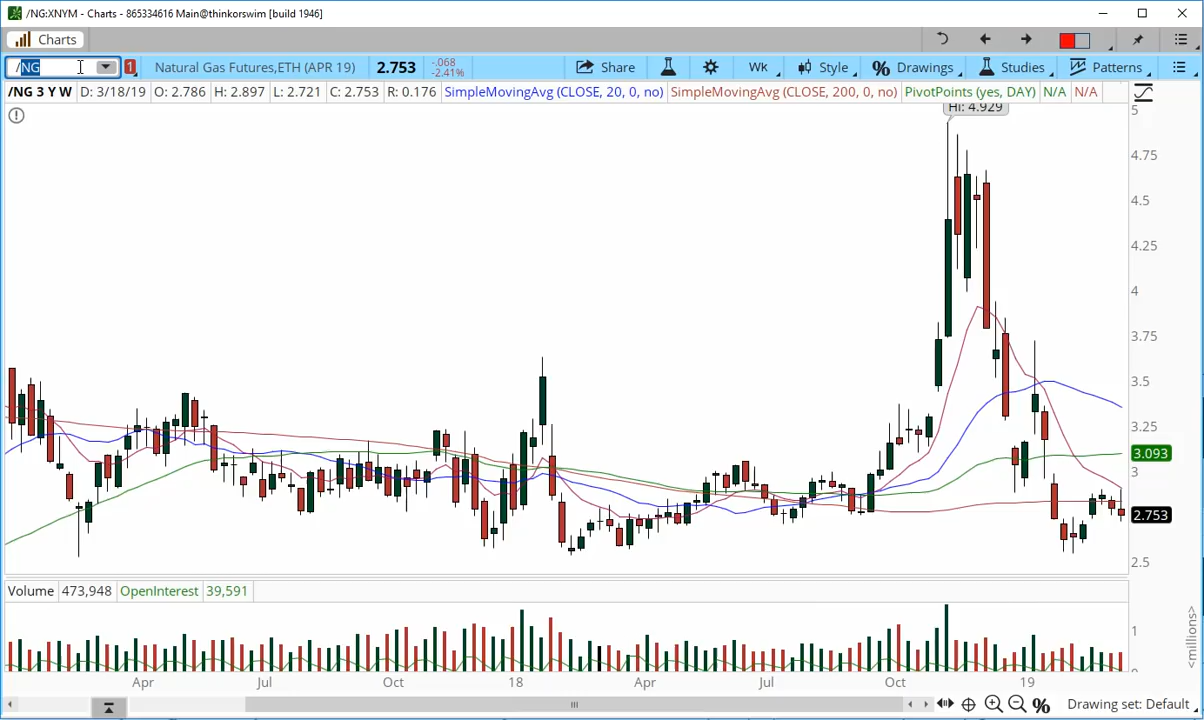 /NG:XNYM - Charts - 865334616 Main@thinkorswim [build 1946]
Charts
/NG 1 Natural Gas Futures,ETH (APR 19) 2.753 -.068 -2.41% Share Wk Style % Drawings Studies Patterns
/NG 3 Y W D: 3/18/19 O: 2.786 H: 2.897 L: 2.721 C: 2.753 R: 0.176 SimpleMovingAvg (CLOSE, 20, 0, no) SimpleMovingAvg (CLOSE, 200, 0, no) PivotPoints (yes, DAY) N/A N/A
Hi: 4.929
5
4.75
4.5
4.25
4
3.75
3.5
3.25
3.093
3
2.753
2.5
Volume 473,948 OpenInterest 39,591
1
0
<millions>
Apr Jul Oct 18 Apr Jul Oct 19
% Drawing set: Default